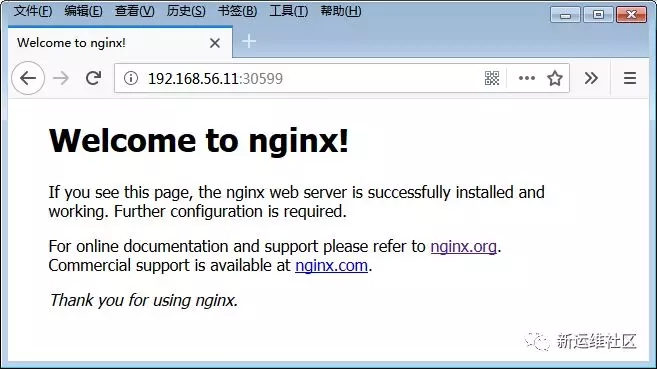 文件(F) 编辑(E) 查看(V) 历史(S) 书签(B) 工具(T) 帮助(H)
Welcome to nginx!
192.168.56.11:30599
Welcome to nginx!
If you see this page, the nginx web server is successfully installed and
working. Further configuration is required.
For online documentation and support please refer to nginx.org.
Commercial support is available at nginx.com.
Thank you for using nginx.
新运维社区